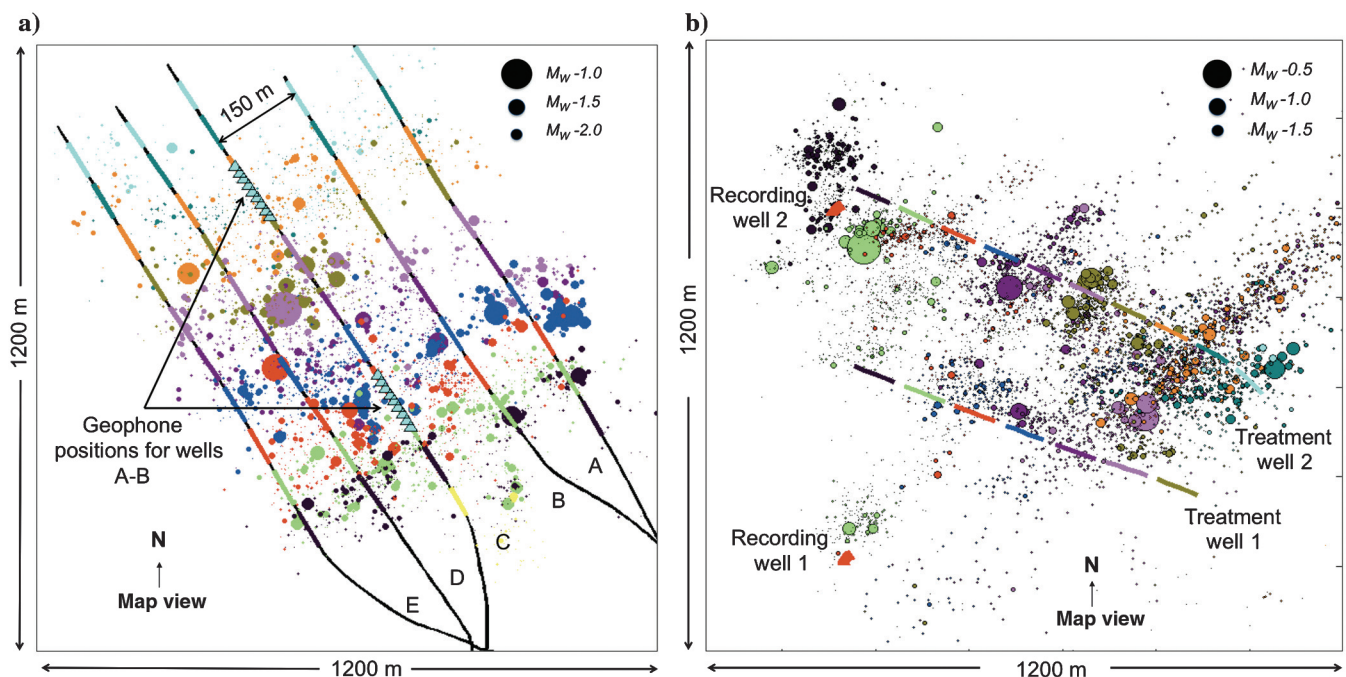 a)
M_W -1.0
M_W -1.5
M_W -2.0
150 m
1200 m
Geophone
positions for wells
A-B
A
B
C
D
E
N
Map view
1200 m
b)
M_W -0.5
M_W -1.0
M_W -1.5
Recording
well 2
1200 m
Treatment
well 2
Recording
well 1
Treatment
well 1
N
Map view
1200 m